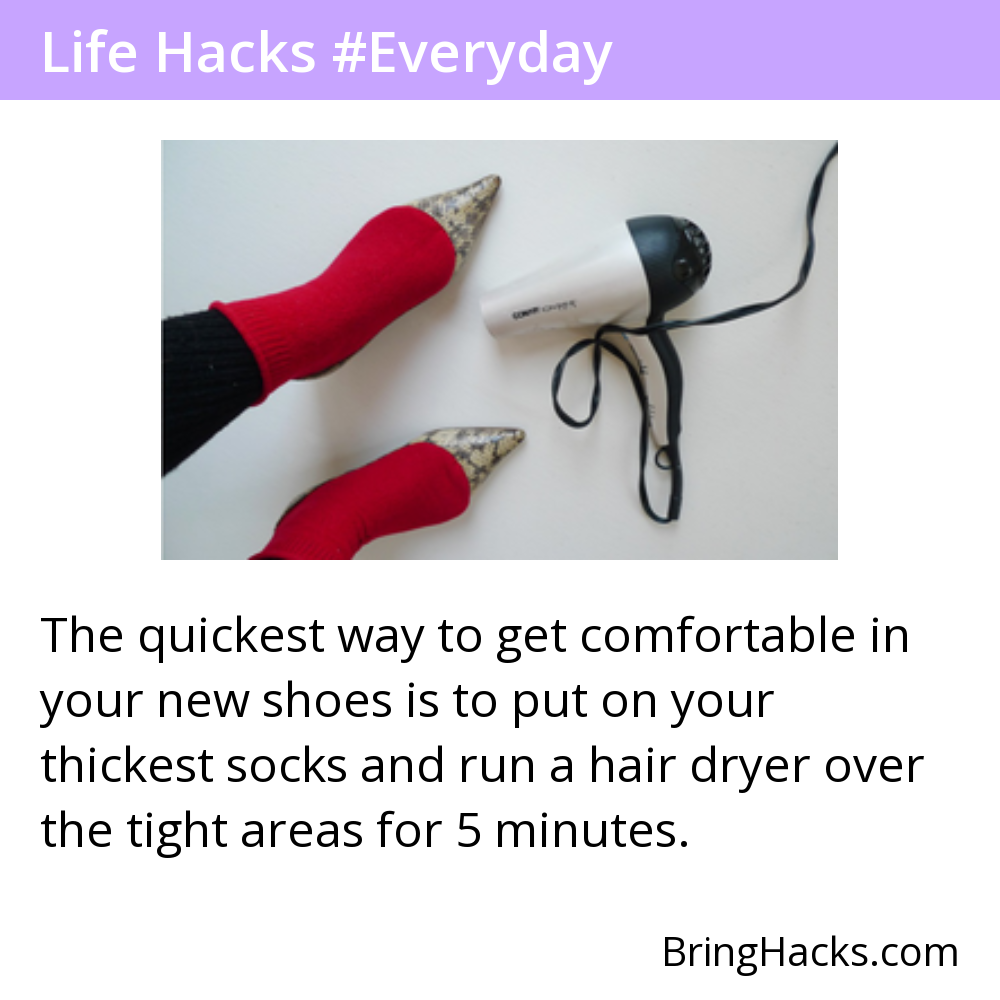 Life Hacks #Everyday
The quickest way to get comfortable in
your new shoes is to put on your
thickest socks and run a hair dryer over
the tight areas for 5 minutes.
BringHacks.com